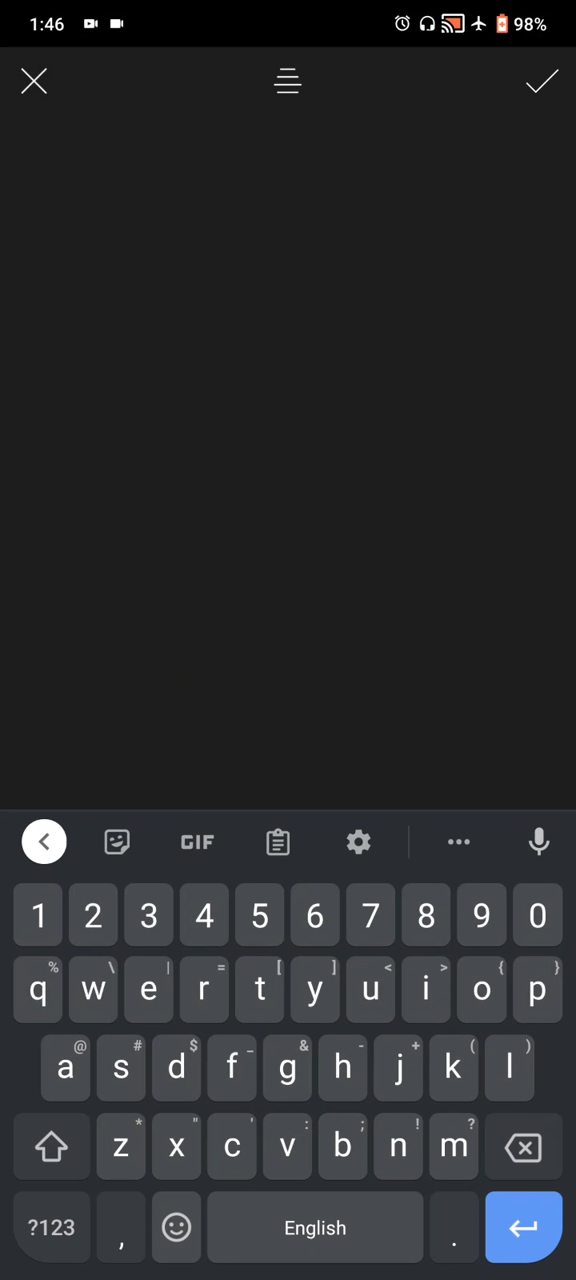 1:46 98%
GIF
1 2 3 4 5 6 7 8 9 0
% \ | = [ ] < > { }
q w e r t y u i o p
@ # $ _ & - + ( )
a s d f g h j k l
* " ' : ; ! ?
z x c v b n m
?123 , English .